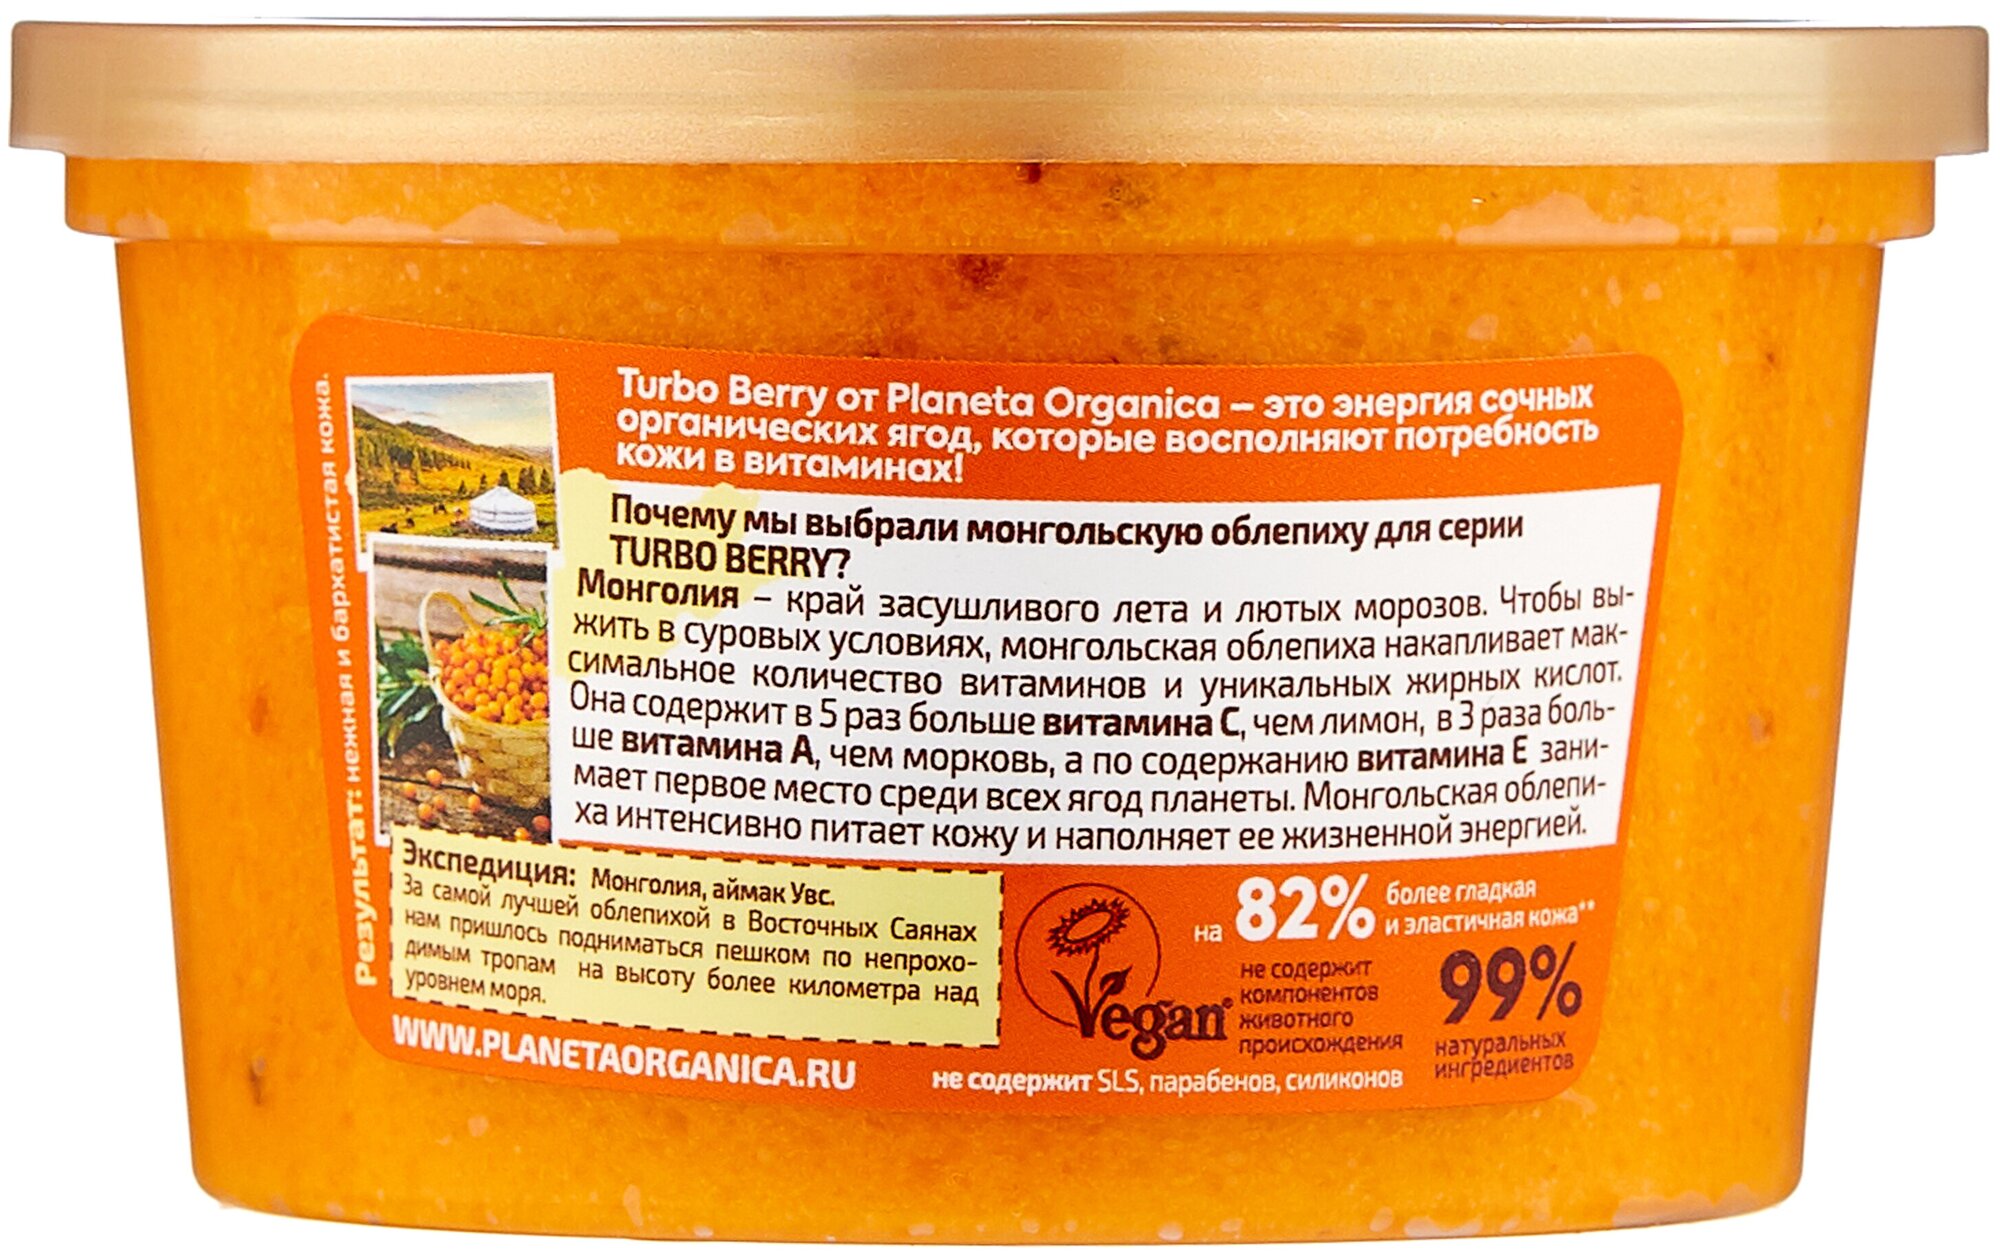 Turbo Berry от Planeta Organica – это энергия сочных
органических ягод, которые восполняют потребность
кожи в витаминах!
Почему мы выбрали монгольскую облепиху для серии
TURBO BERRY?
Монголия – край засушливого лета и лютых морозов. Чтобы вы-
жить в суровых условиях, монгольская облепиха накапливает мак-
симальное количество витаминов и уникальных жирных кислот.
Она содержит в 5 раз больше витамина С, чем лимон, в 3 раза боль-
ше витамина А, чем морковь, а по содержанию витамина Е зани-
мает первое место среди всех ягод планеты. Монгольская облепи-
ха интенсивно питает кожу и наполняет ее жизненной энергией.
Результат: нежная и бархатистая кожа.
Экспедиция: Монголия, аймак Увс.
За самой лучшей облепихой в Восточных Саянах
нам пришлось подниматься пешком по непрохо-
димым тропам на высоту более километра над
уровнем моря.
WWW.PLANETAORGANICA.RU
Vegan®
на 82% более гладкая
и эластичная кожа**
не содержит
компонентов
животного
происхождения
99%
натуральных
ингредиентов
не содержит SLS, парабенов, силиконов